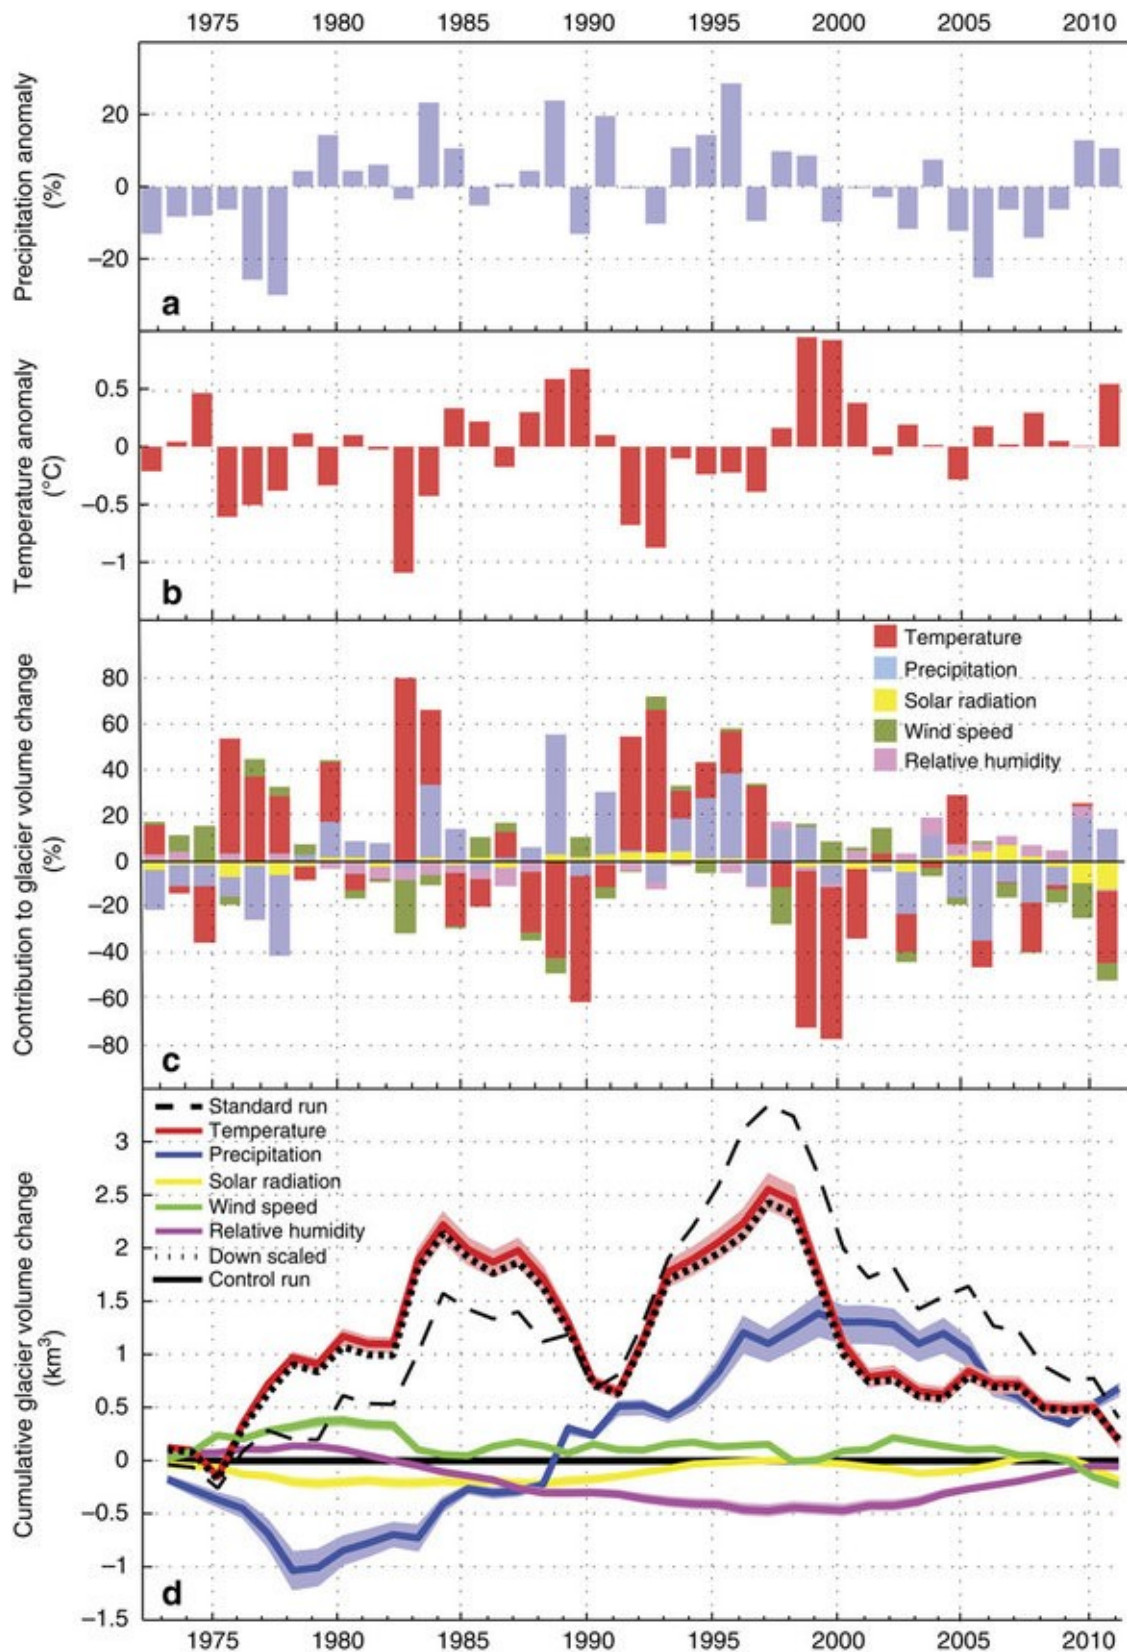 1975 1980 1985 1990 1995 2000 2005 2010
Precipitation anomaly
(%)
20
0
−20
a
Temperature anomaly
(°C)
0.5
0
−0.5
−1
b
Contribution to glacier volume change
(%)
80
60
40
20
0
−20
−40
−60
−80
Temperature
Precipitation
Solar radiation
Wind speed
Relative humidity
c
Cumulative glacier volume change
(km³)
3
2.5
2
1.5
1
0.5
0
−0.5
−1
−1.5
Standard run
Temperature
Precipitation
Solar radiation
Wind speed
Relative humidity
Down scaled
Control run
d
1975 1980 1985 1990 1995 2000 2005 2010